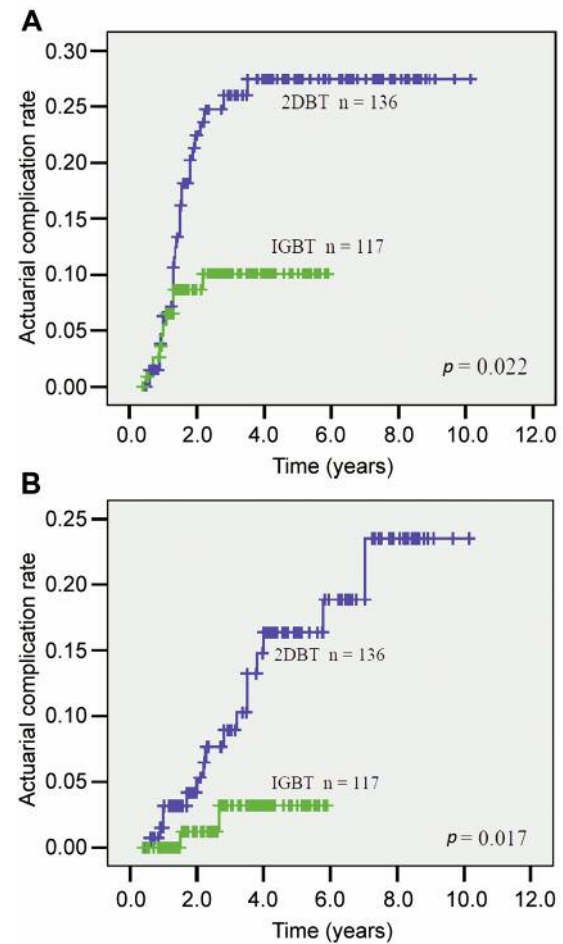 A
0.30
0.25
2DBT n = 136
0.20
0.15
IGBT n = 117
0.10
0.05
0.00
p = 0.022
Actuarial complication rate
0.0 2.0 4.0 6.0 8.0 10.0 12.0
Time (years)
B
0.25
0.20
0.15
2DBT n = 136
0.10
0.05
IGBT n = 117
0.00
p = 0.017
Actuarial complication rate
0.0 2.0 4.0 6.0 8.0 10.0 12.0
Time (years)